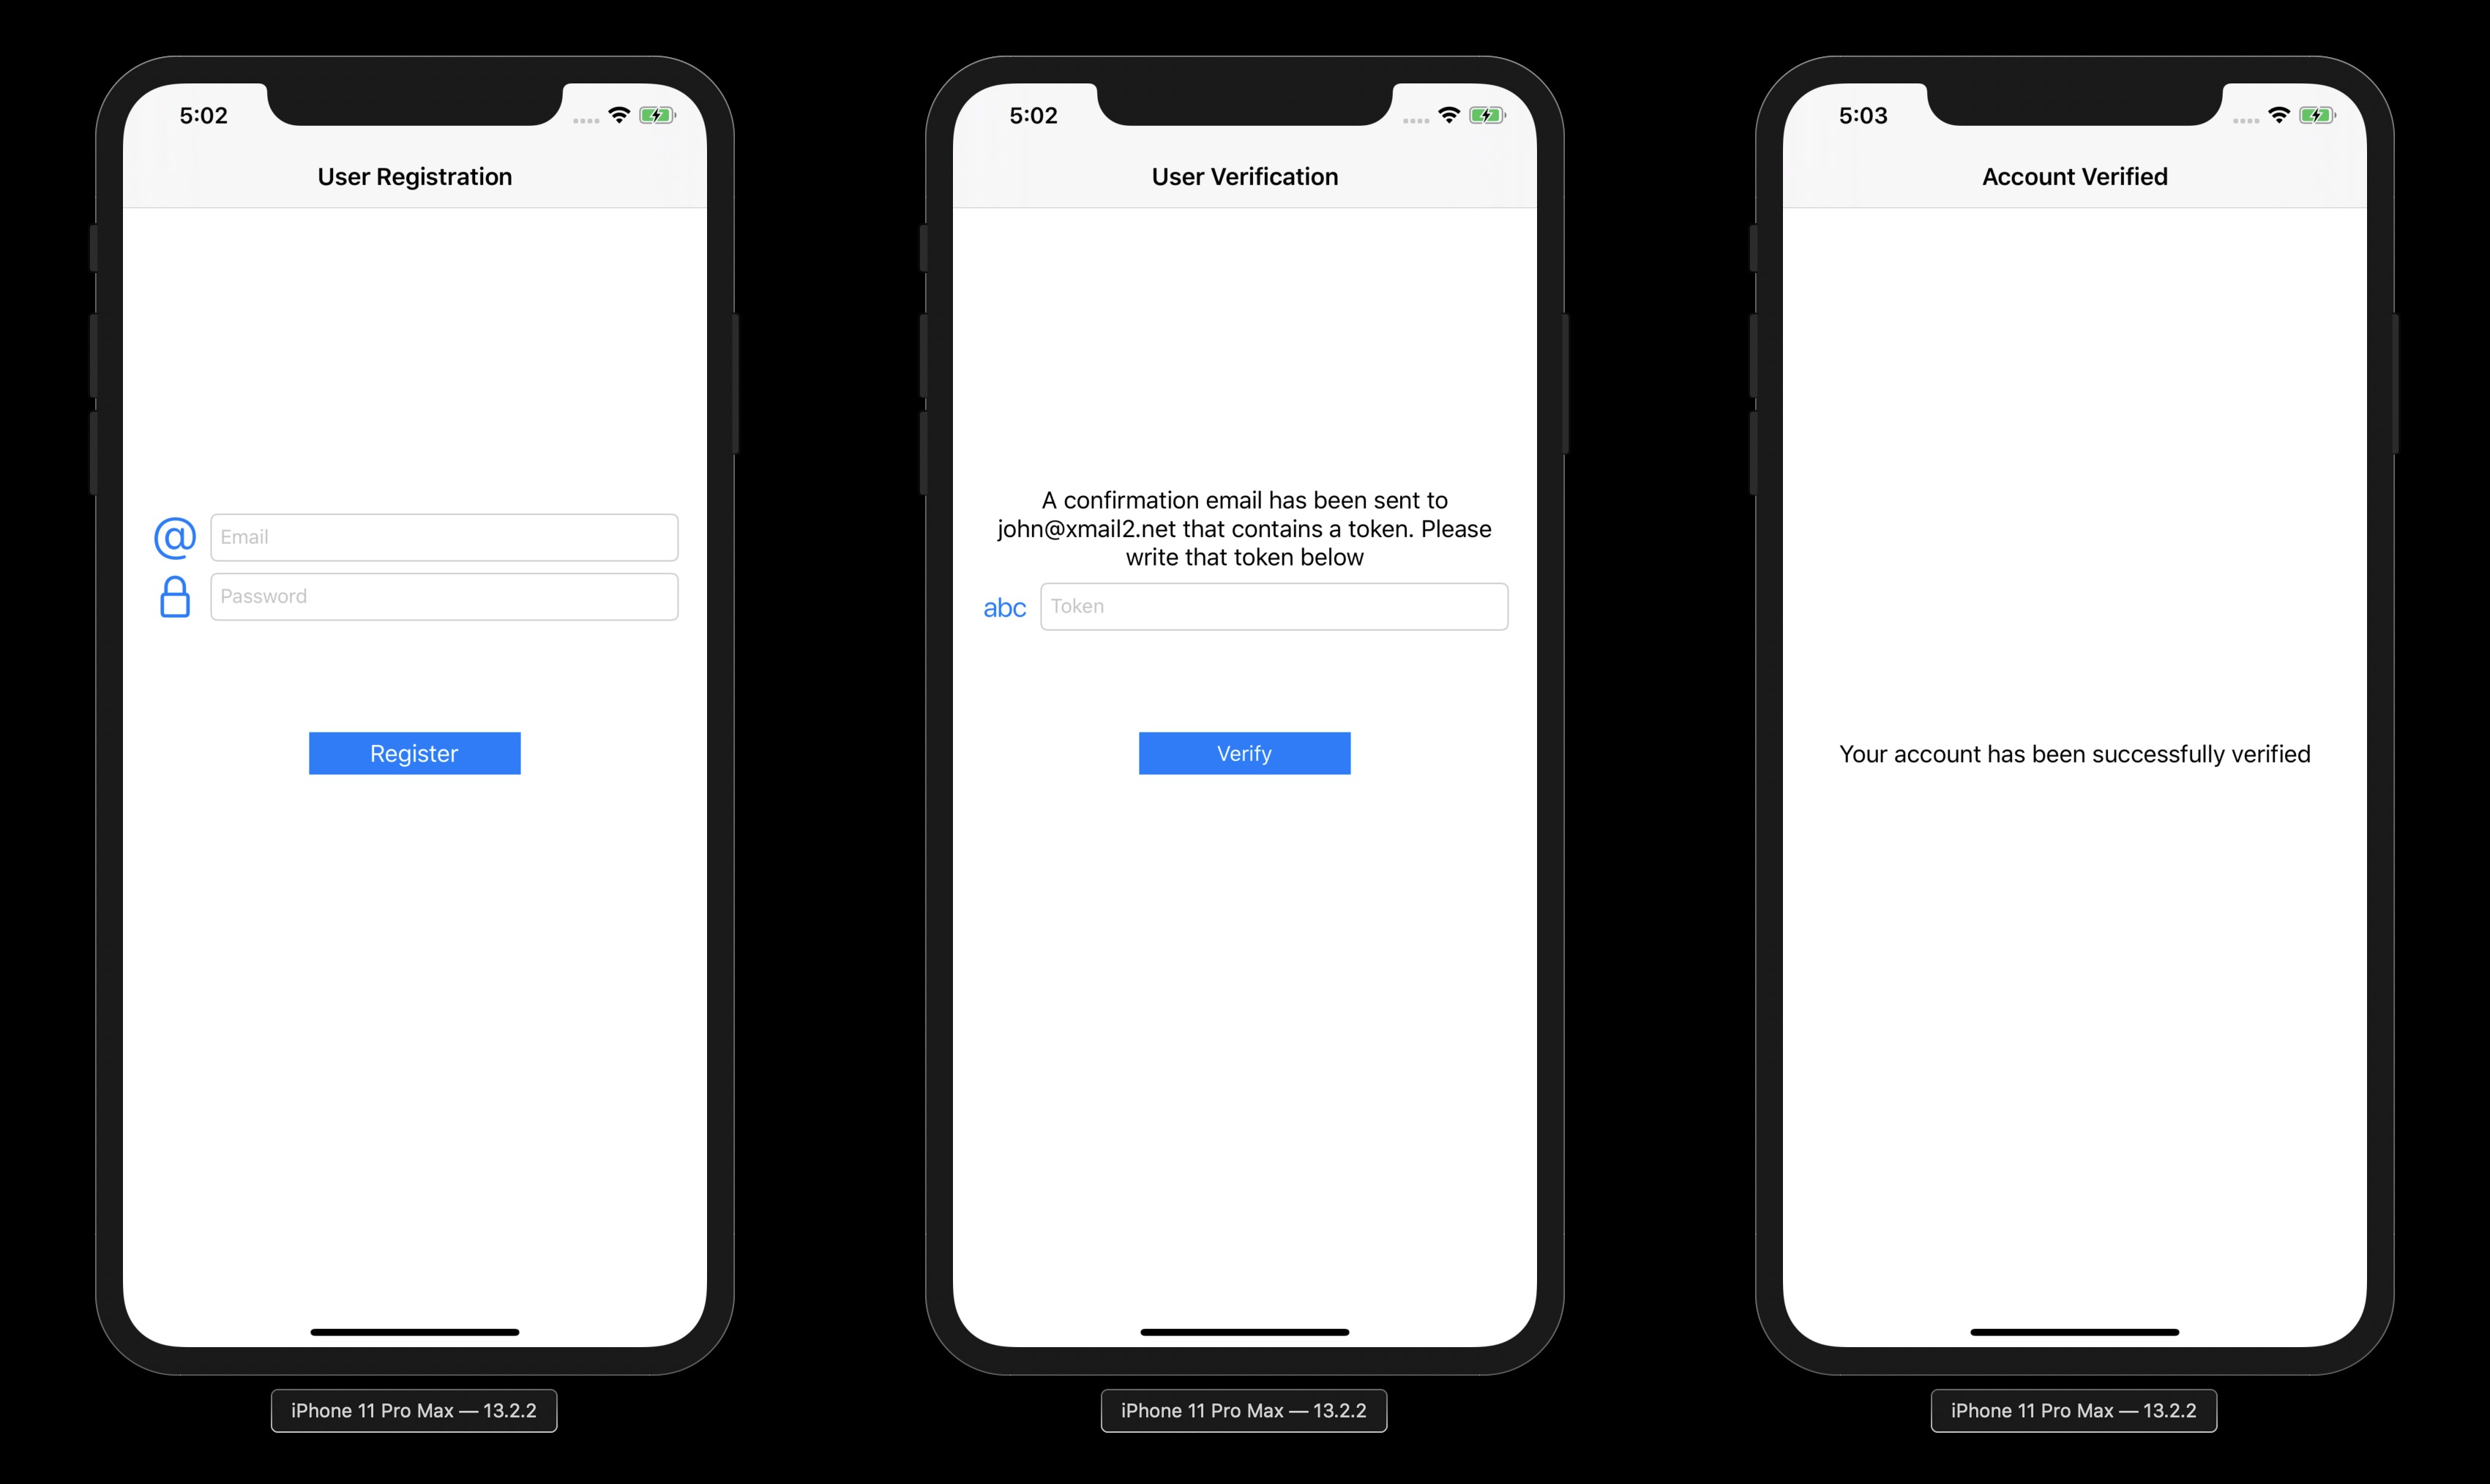 5:02
User Registration
@
Email
Password
Register
iPhone 11 Pro Max — 13.2.2
5:02
User Verification
A confirmation email has been sent to
john@xmail2.net that contains a token. Please
write that token below
abc
Token
Verify
iPhone 11 Pro Max — 13.2.2
5:03
Account Verified
Your account has been successfully verified
iPhone 11 Pro Max — 13.2.2